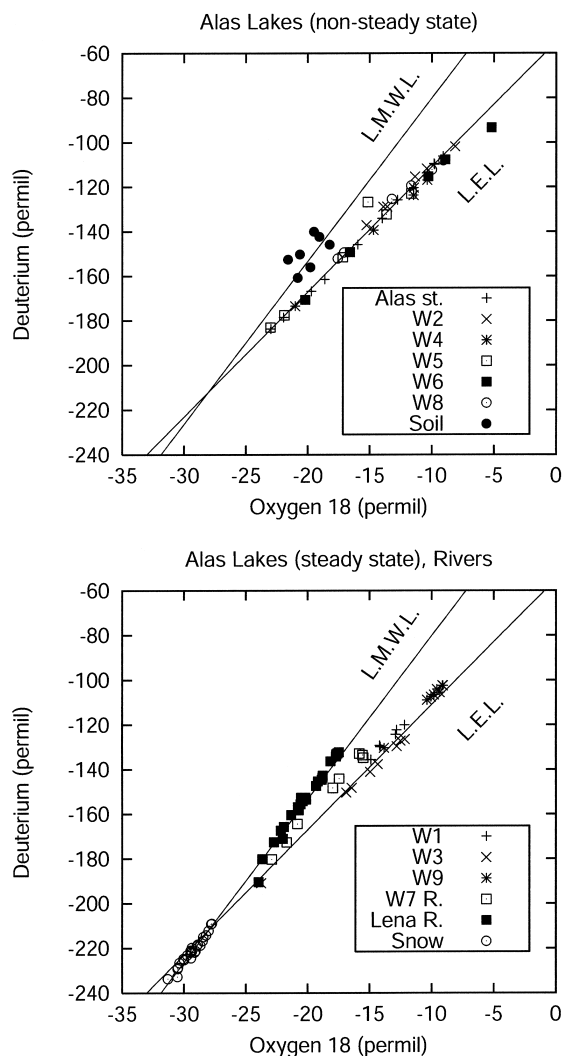 Alas Lakes (non-steady state)
-60
-80
-100
-120
-140
-160
-180
-200
-220
-240
Deuterium (permil)
L.M.W.L.
L.E.L.
Alas st.
W2
W4
W5
W6
W8
Soil
-35 -30 -25 -20 -15 -10 -5 0
Oxygen 18 (permil)
Alas Lakes (steady state), Rivers
-60
-80
-100
-120
-140
-160
-180
-200
-220
-240
Deuterium (permil)
L.M.W.L.
L.E.L.
W1
W3
W9
W7 R.
Lena R.
Snow
-35 -30 -25 -20 -15 -10 -5 0
Oxygen 18 (permil)